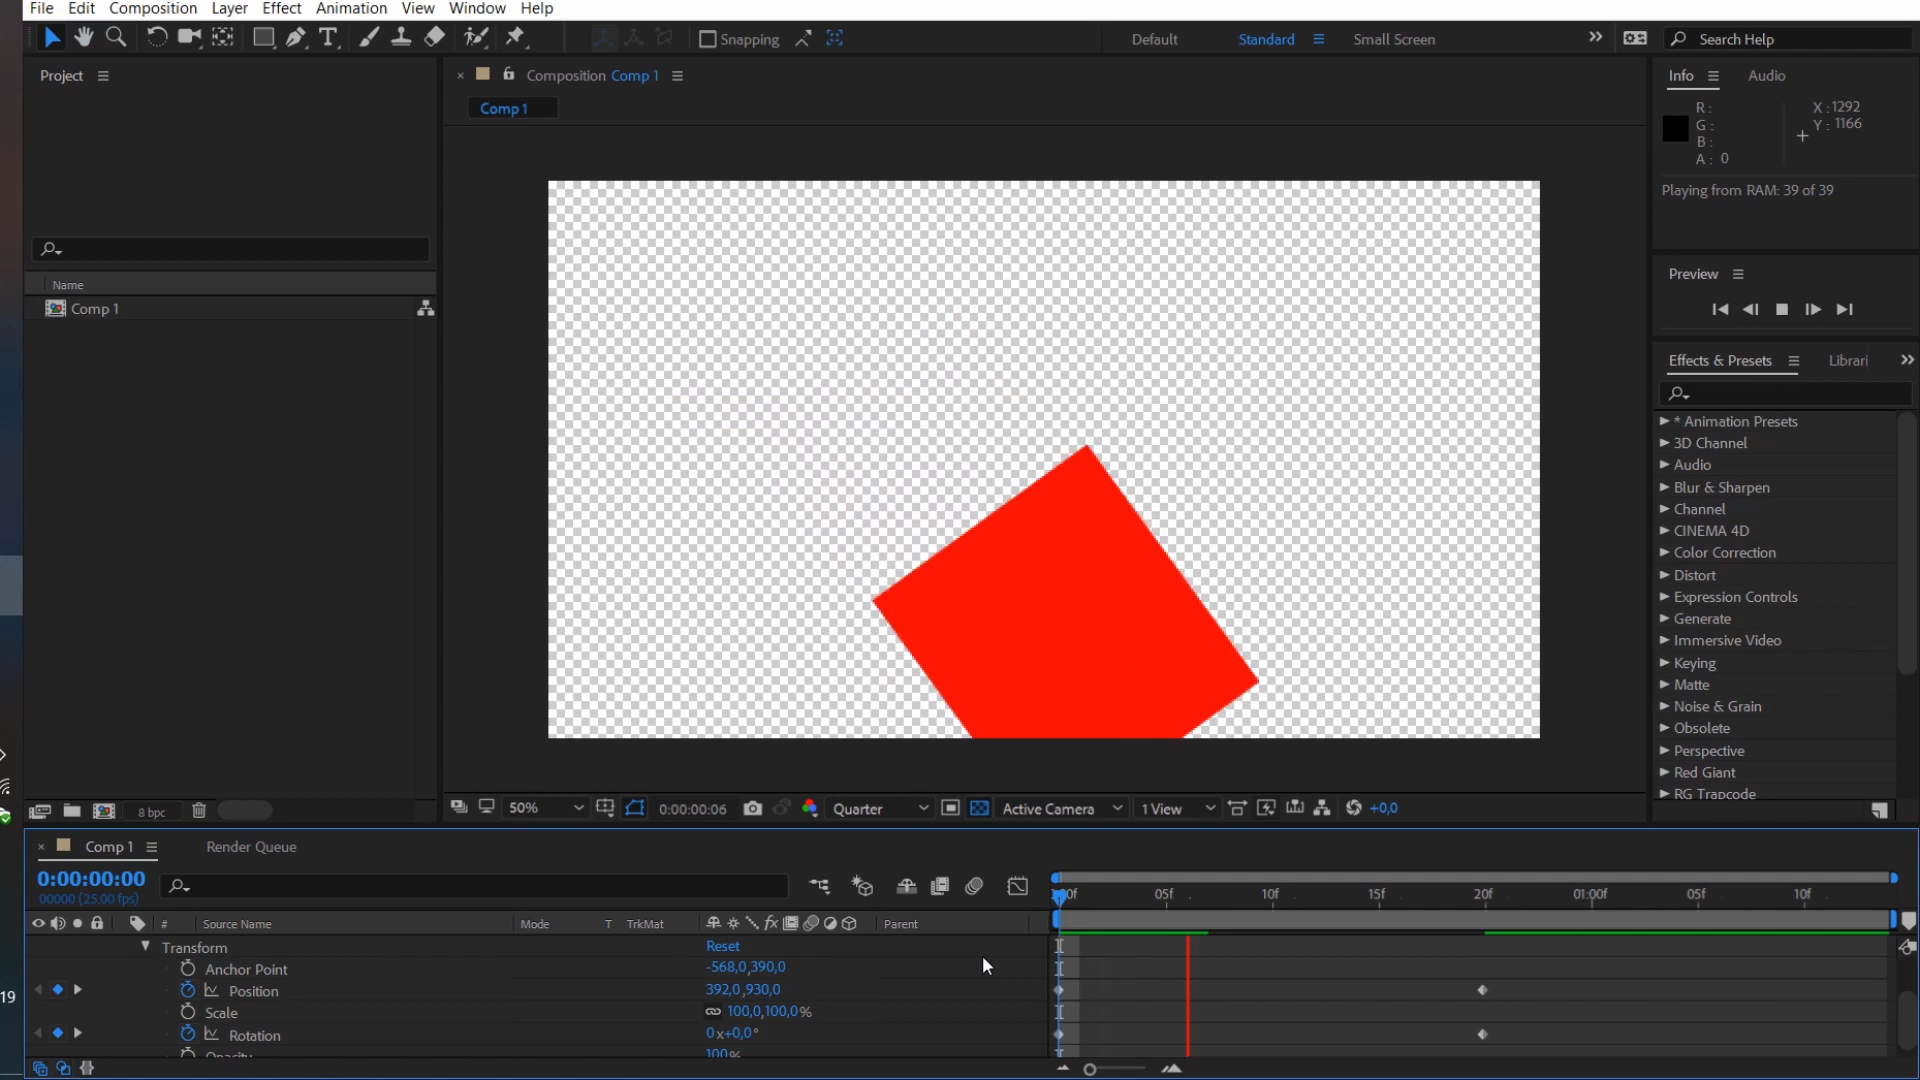 File Edit Composition Layer Effect Animation View Window Help
Snapping Default Standard Small Screen Search Help
Project
Composition Comp 1
Info Audio
Comp 1
R: X: 1292
G: Y: 1166
B:
A: 0
Playing from RAM: 39 of 39
Name
Comp 1
Preview
Effects & Presets Librari
* Animation Presets
3D Channel
Audio
Blur & Sharpen
Channel
CINEMA 4D
Color Correction
Distort
Expression Controls
Generate
Immersive Video
Keying
Matte
Noise & Grain
Obsolete
Perspective
Red Giant
RG Trapcode
8 bpc
50% 0:00:00:06 Quarter Active Camera 1 View +0,0
Comp 1 Render Queue
0:00:00:00
00000 (25.00 fps)
05f 10f 15f 20f 01:00f 05f 10f
# Source Name Mode T TrkMat fx Parent
Transform Reset
Anchor Point -568,0,390,0
Position 392,0,930,0
Scale 100,0,100,0%
Rotation 0x+0,0°
Opacity 100%
19